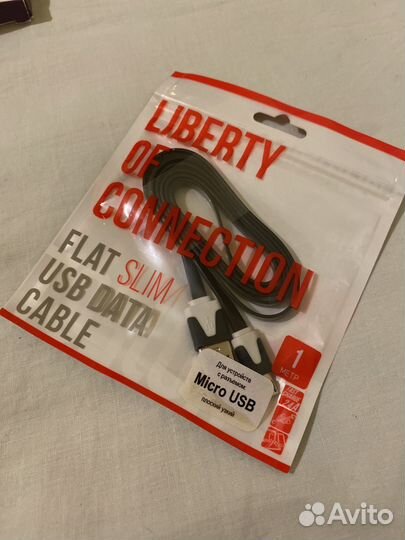 LIBERTY
OF
CONNECTION
FLAT SLIM
USB DATA
CABLE
1
МЕТР
Для устройств
с разъемом:
Micro USB
плоский узкий
Avito